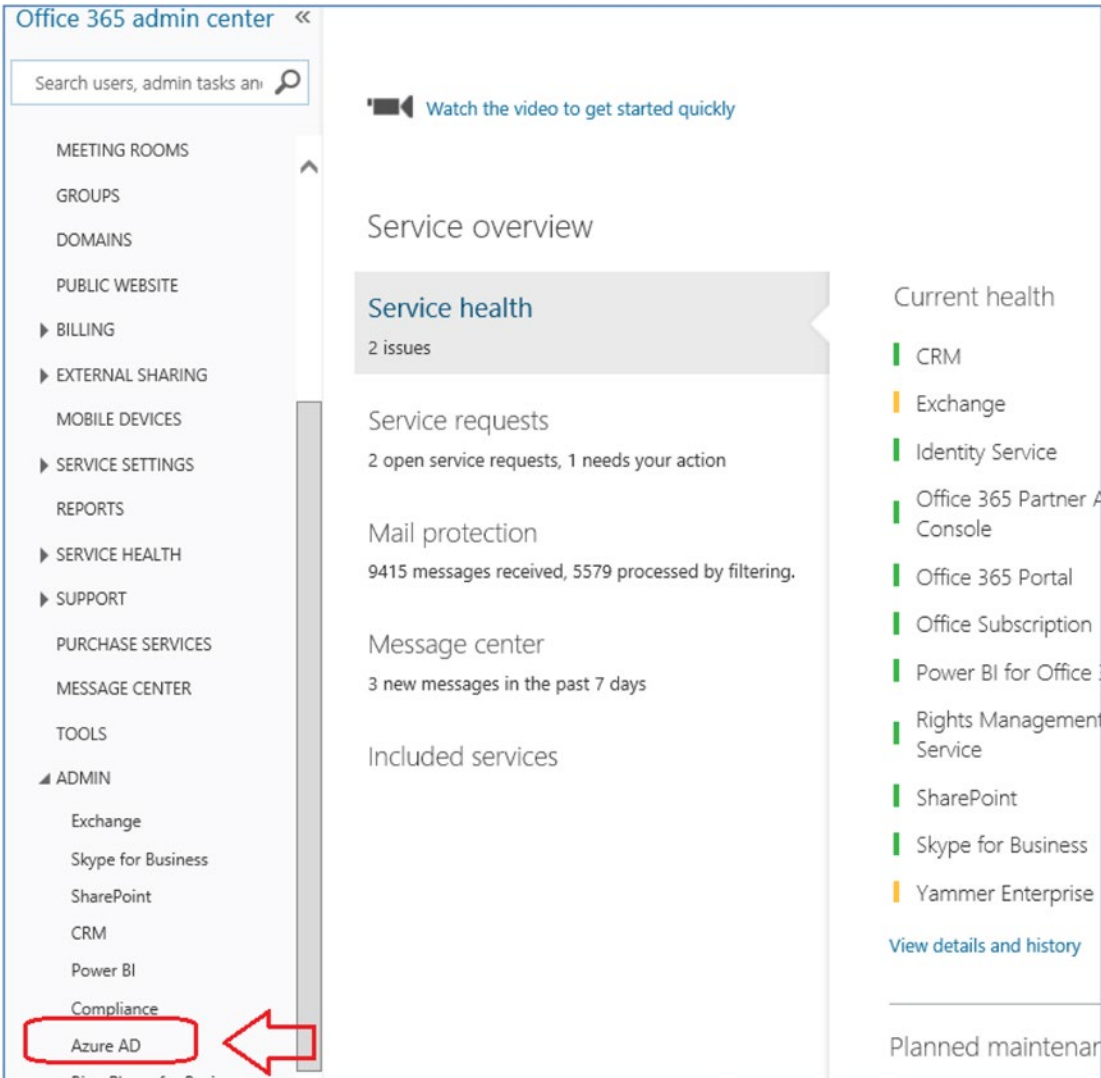 Office 365 admin center «
Search users, admin tasks an
MEETING ROOMS
GROUPS
DOMAINS
PUBLIC WEBSITE
BILLING
EXTERNAL SHARING
MOBILE DEVICES
SERVICE SETTINGS
REPORTS
SERVICE HEALTH
SUPPORT
PURCHASE SERVICES
MESSAGE CENTER
TOOLS
ADMIN
Exchange
Skype for Business
SharePoint
CRM
Power BI
Compliance
Azure AD
Watch the video to get started quickly
Service overview
Service health
2 issues
Service requests
2 open service requests, 1 needs your action
Mail protection
9415 messages received, 5579 processed by filtering.
Message center
3 new messages in the past 7 days
Included services
Current health
CRM
Exchange
Identity Service
Office 365 Partner A
Console
Office 365 Portal
Office Subscription
Power BI for Office
Rights Management
Service
SharePoint
Skype for Business
Yammer Enterprise
View details and history
Planned maintenan